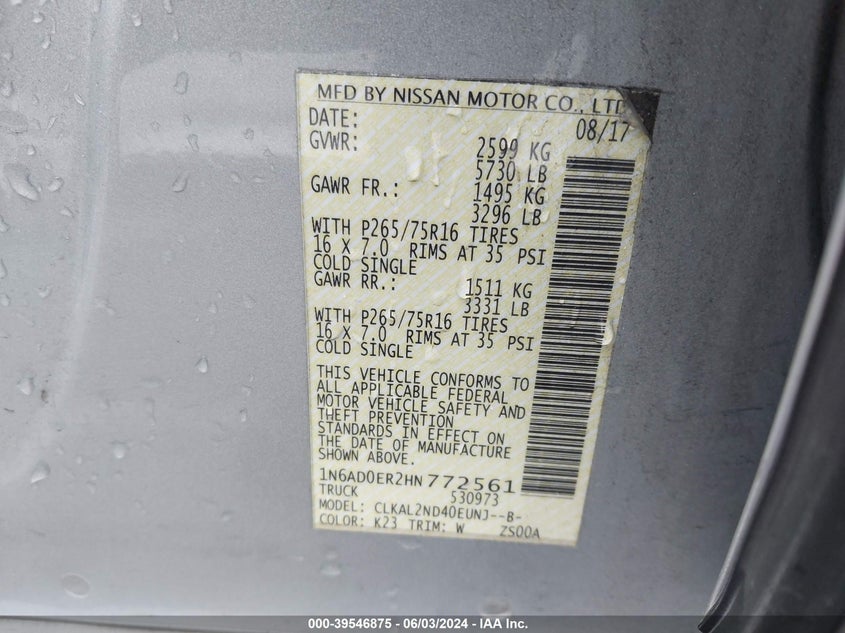 MFD BY NISSAN MOTOR CO., LTD
DATE: 08/17
GVWR: 2599 KG
5730 LB
GAWR FR.: 1495 KG
3296 LB
WITH P265/75R16 TIRES
16 X 7.0 RIMS AT 35 PSI
COLD SINGLE
GAWR RR.: 1511 KG
3331 LB
WITH P265/75R16 TIRES
16 X 7.0 RIMS AT 35 PSI
COLD SINGLE
THIS VEHICLE CONFORMS TO
ALL APPLICABLE FEDERAL
MOTOR VEHICLE SAFETY AND
THEFT PREVENTION
STANDARDS IN EFFECT ON
THE DATE OF MANUFACTURE
SHOWN ABOVE.
1N6AD0ER2HN772561
TRUCK 530973
MODEL: CLKAL2ND40EUNJ--B-
COLOR: K23 TRIM: W ZS00A
000-39546875 - 06/03/2024 - IAA Inc.